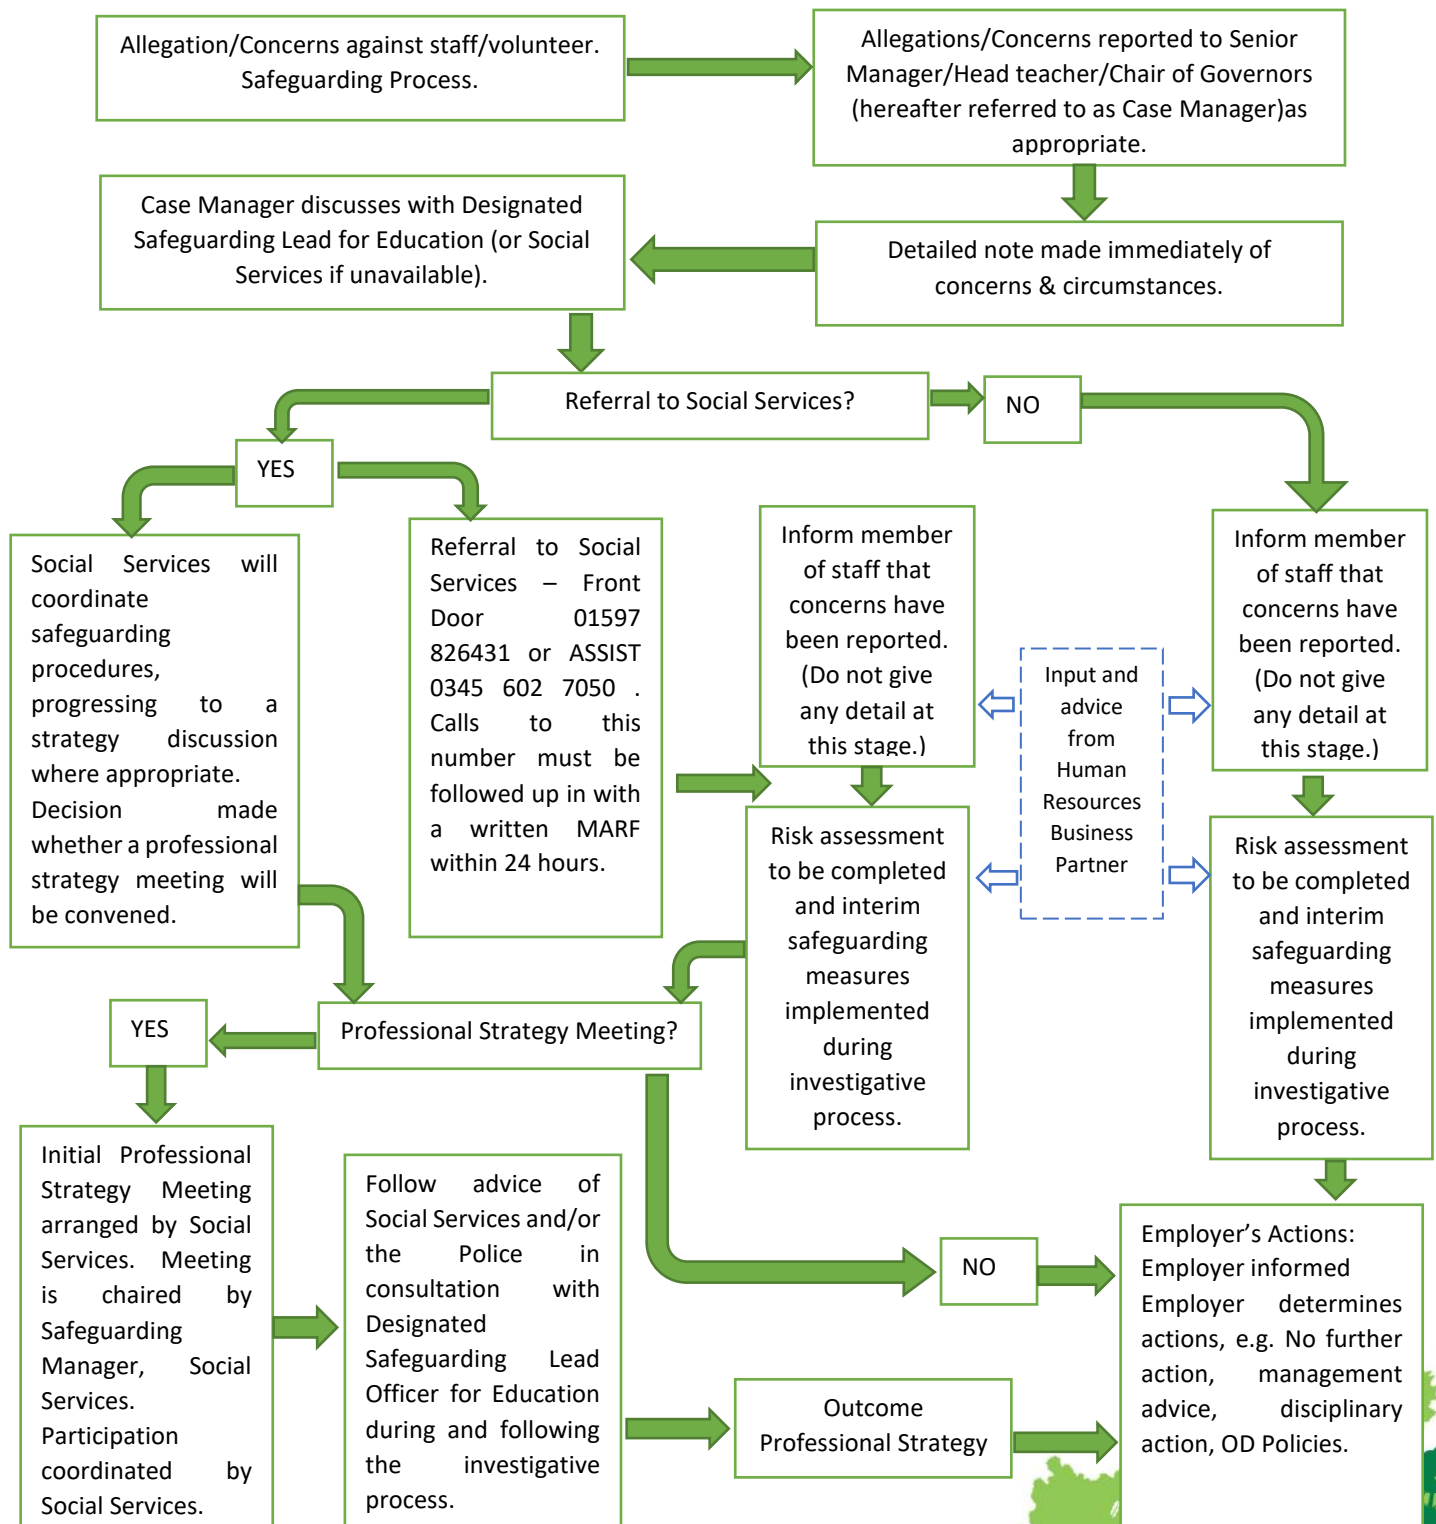 Allegation/Concerns against staff/volunteer.
Safeguarding Process.
Allegations/Concerns reported to Senior
Manager/Head teacher/Chair of Governors
(hereafter referred to as Case Manager)as
appropriate.
Case Manager discusses with Designated
Safeguarding Lead for Education (or Social
Services if unavailable).
Detailed note made immediately of
concerns & circumstances.
Referral to Social Services?
NO
YES
Social Services will
coordinate
safeguarding
procedures,
progressing to a
strategy discussion
where appropriate.
Decision made
whether a professional
strategy meeting will
be convened.
Referral to Social
Services – Front
Door 01597
826431 or ASSIST
0345 602 7050 .
Calls to this
number must be
followed up in with
a written MARF
within 24 hours.
Inform member
of staff that
concerns have
been reported.
(Do not give
any detail at
this stage.)
Input and
advice
from
Human
Resources
Business
Partner
Inform member
of staff that
concerns have
been reported.
(Do not give
any detail at
this stage.)
Risk assessment
to be completed
and interim
safeguarding
measures
implemented
during
investigative
process.
Risk assessment
to be completed
and interim
safeguarding
measures
implemented
during
investigative
process.
Professional Strategy Meeting?
YES
Initial Professional
Strategy Meeting
arranged by Social
Services. Meeting
is chaired by
Safeguarding
Manager, Social
Services.
Participation
coordinated by
Social Services.
Follow advice of
Social Services and/or
the Police in
consultation with
Designated
Safeguarding Lead
Officer for Education
during and following
the investigative
process.
NO
Outcome
Professional Strategy
Employer’s Actions:
Employer informed
Employer determines
actions, e.g. No further
action, management
advice, disciplinary
action, OD Policies.